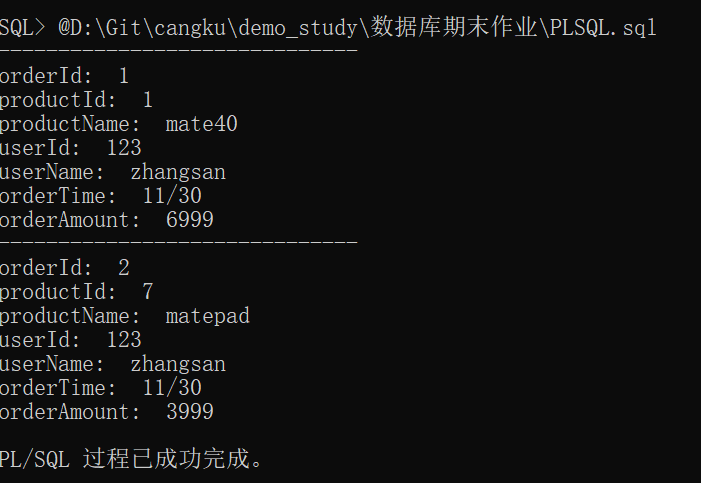 SQL> @D:\Git\cangku\demo_study\数据库期末作业\PLSQL.sql
------------------------------
orderId:  1
productId:  1
productName:  mate40
userId:  123
userName:  zhangsan
orderTime:  11/30
orderAmount:  6999
------------------------------
orderId:  2
productId:  7
productName:  matepad
userId:  123
userName:  zhangsan
orderTime:  11/30
orderAmount:  3999
PL/SQL 过程已成功完成。